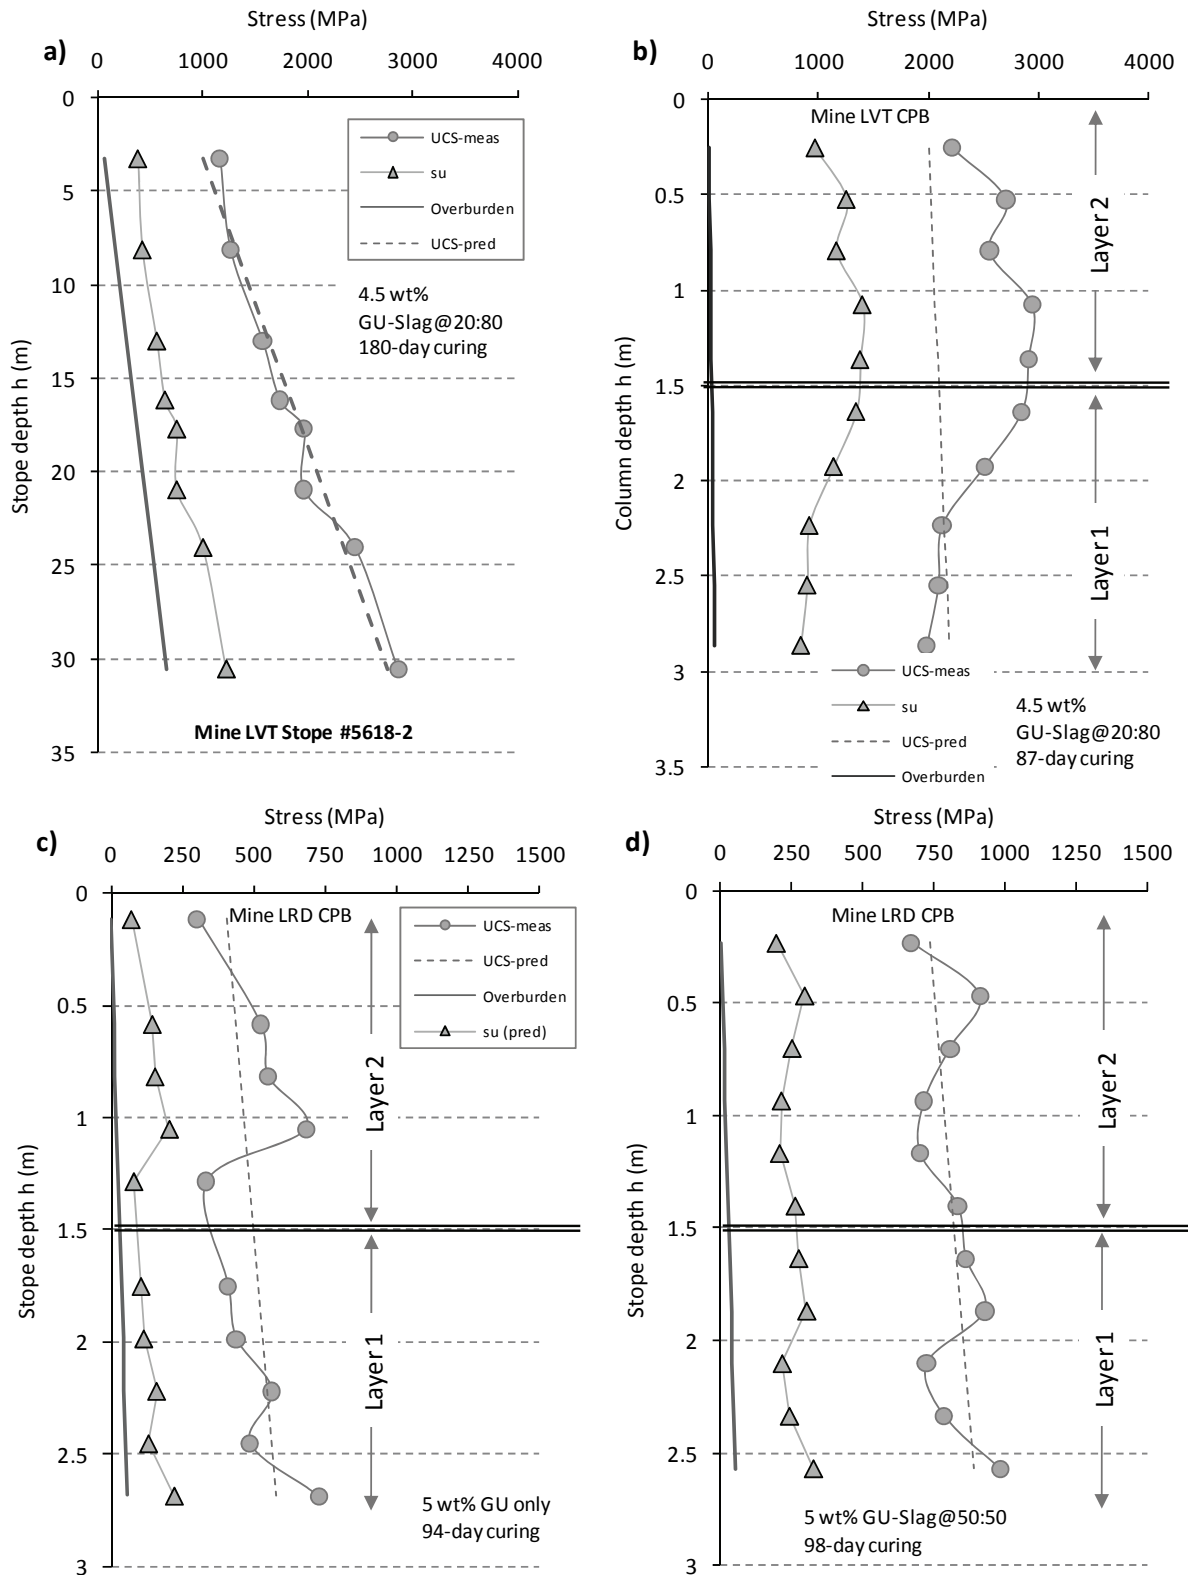 Stress (MPa)
a)
0 1000 2000 3000 4000
0
5
10
15
20
25
30
35
Stope depth h (m)
UCS-meas
su
Overburden
UCS-pred
4.5 wt%
GU-Slag@20:80
180-day curing
Mine LVT Stope #5618-2
Stress (MPa)
b)
0 1000 2000 3000 4000
0
0.5
1
1.5
2
2.5
3
3.5
Column depth h (m)
Mine LVT CPB
Layer 2
Layer 1
UCS-meas
su
UCS-pred
Overburden
4.5 wt%
GU-Slag@20:80
87-day curing
Stress (MPa)
c)
0 250 500 750 1000 1250 1500
0
0.5
1
1.5
2
2.5
3
Stope depth h (m)
Mine LRD CPB
UCS-meas
UCS-pred
Overburden
su (pred)
Layer 2
Layer 1
5 wt% GU only
94-day curing
Stress (MPa)
d)
0 250 500 750 1000 1250 1500
0
0.5
1
1.5
2
2.5
3
Stope depth h (m)
Mine LRD CPB
Layer 2
Layer 1
5 wt% GU-Slag@50:50
98-day curing